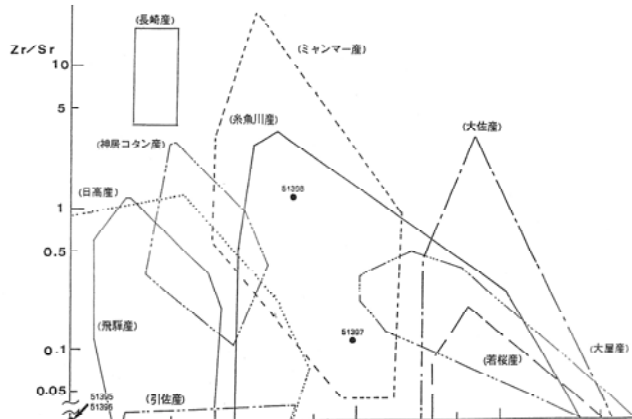 (長崎産)
Zr/Sr
(ミャンマー産)
10
5
(糸魚川産)
(大佐産)
(神居コタン産)
(日高産)
51398
1
0.5
(飛騨産)
51397
(大屋産)
0.1
(若桜産)
(引佐産)
0.05
51395
51396